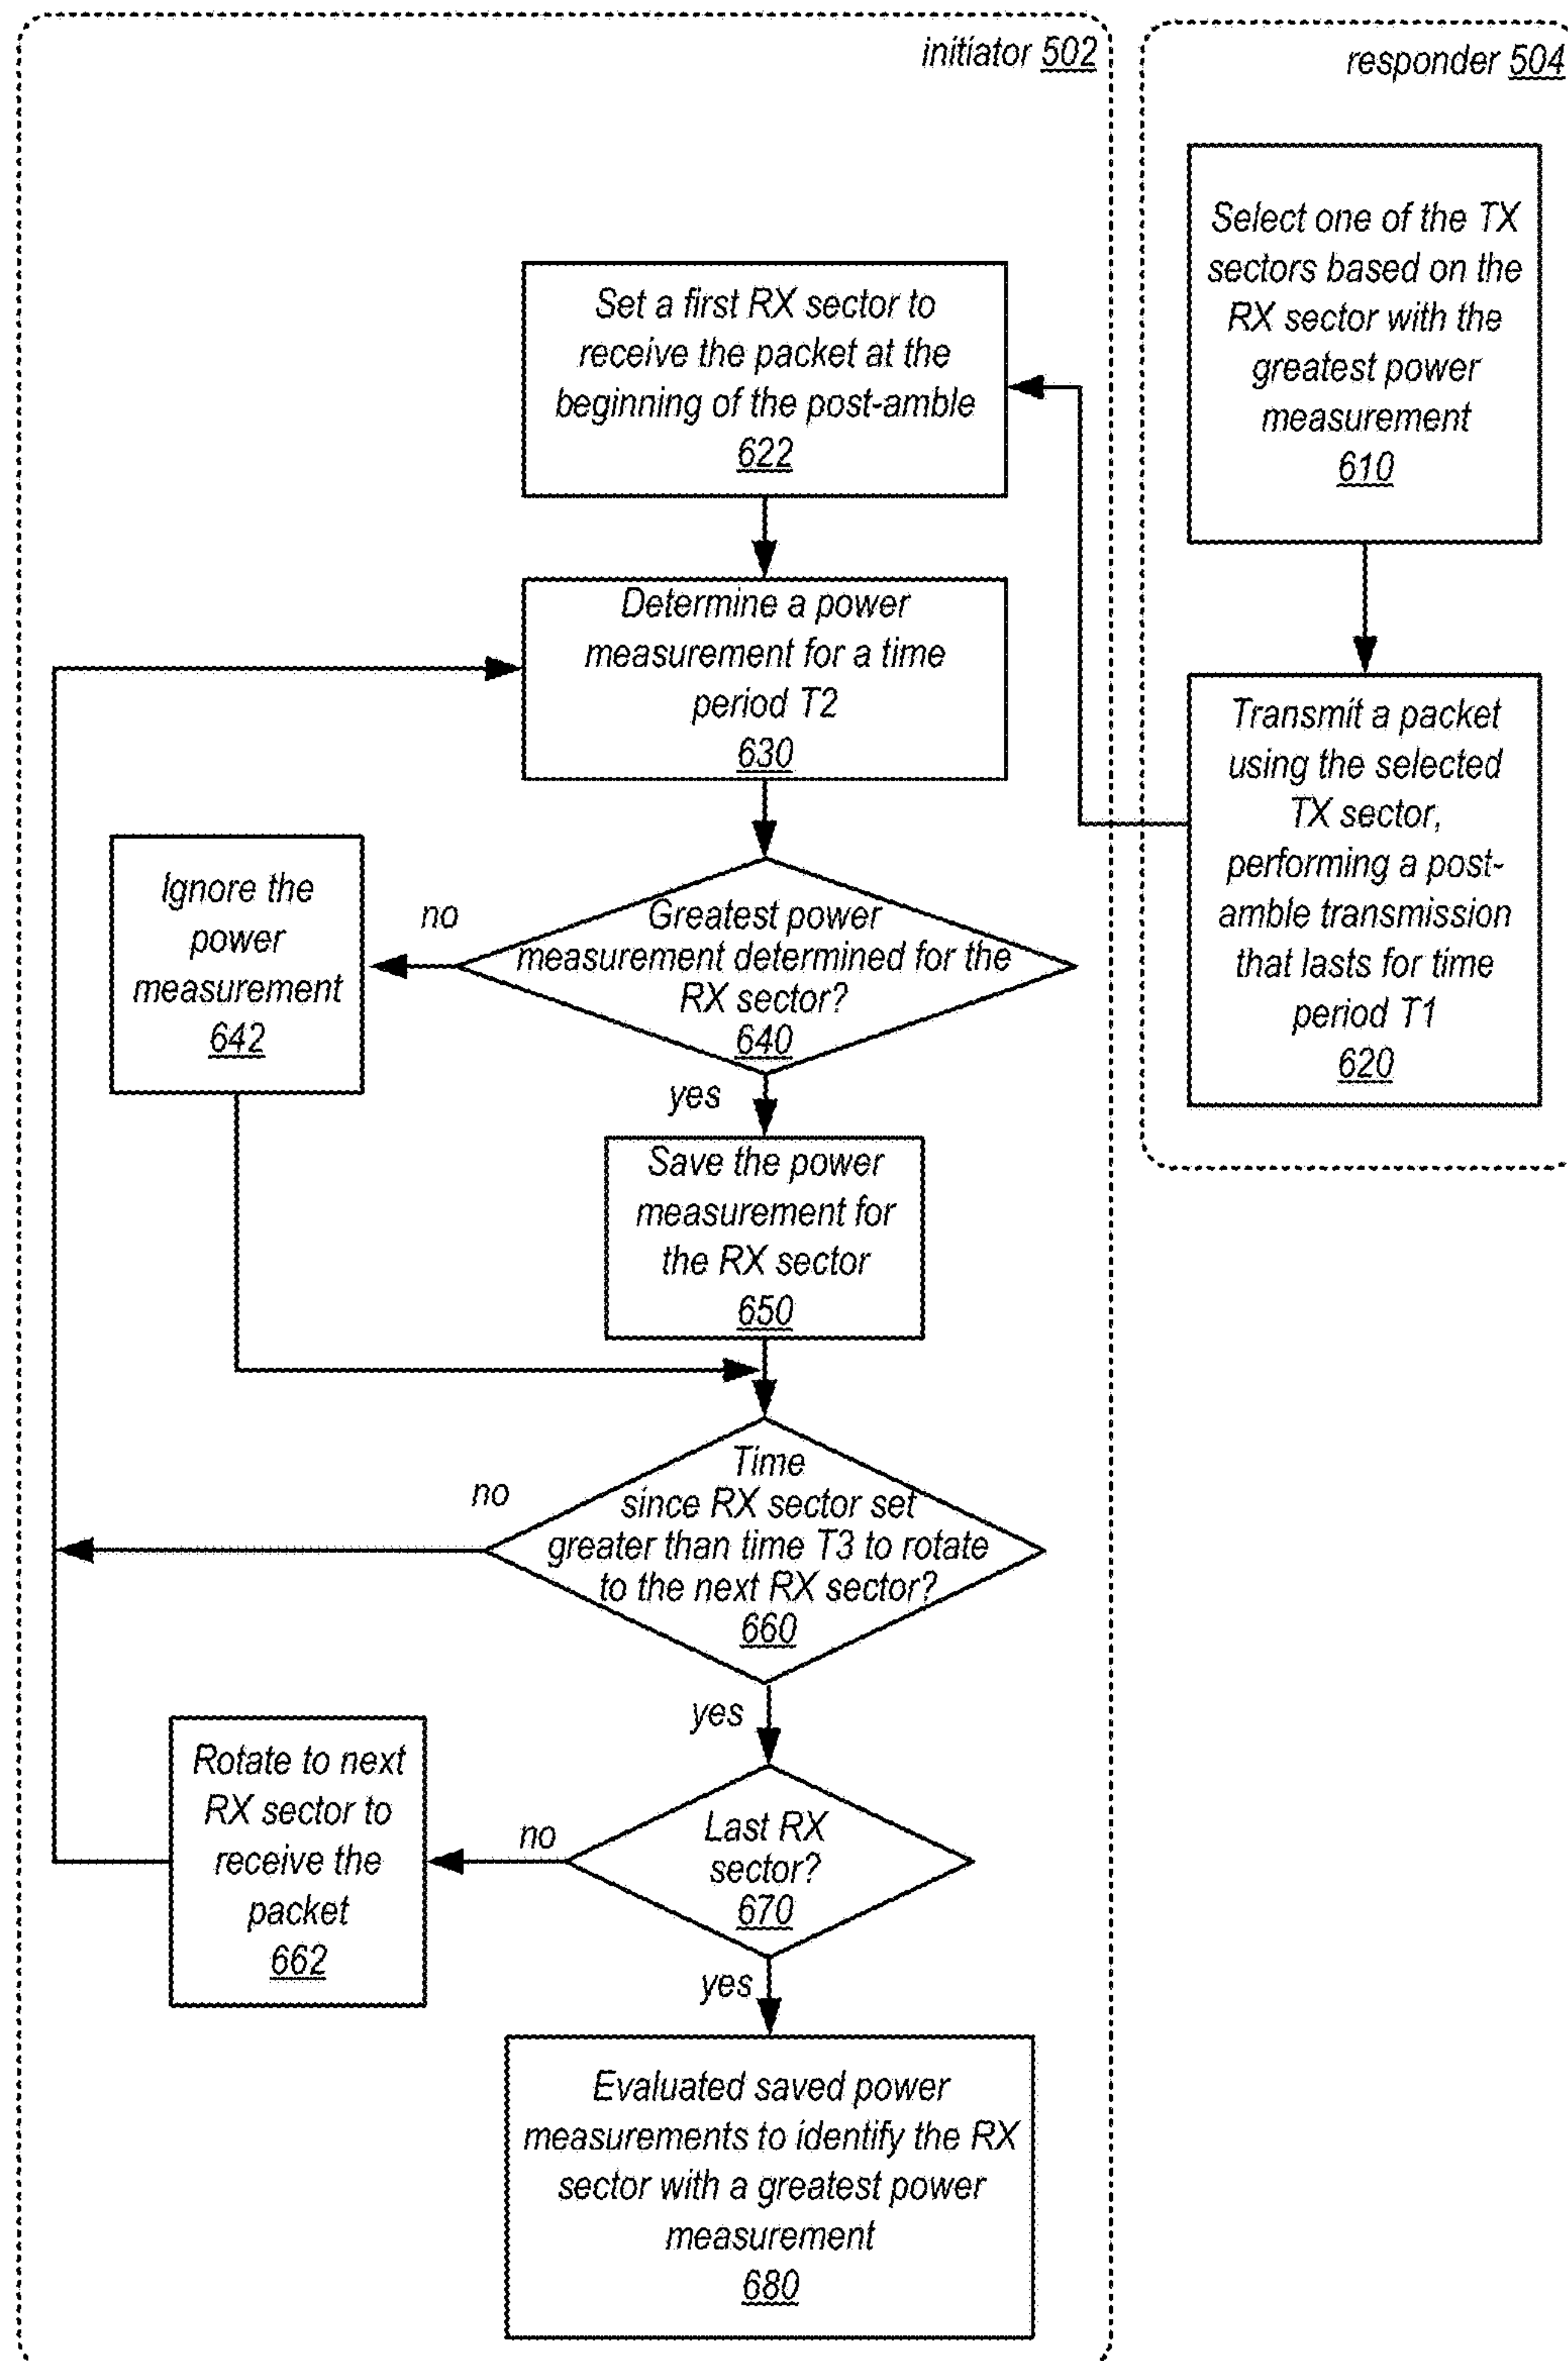 initiator 502
responder 504
Select one of the TX
sectors based on the
RX sector with the
greatest power
measurement
610
Transmit a packet
using the selected
TX sector,
performing a post-
amble transmission
that lasts for time
period T1
620
Set a first RX sector to
receive the packet at the
beginning of the post-amble
622
Determine a power
measurement for a time
period T2
630
Greatest power
measurement determined for the
RX sector?
640
no
Ignore the
power
measurement
642
yes
Save the power
measurement for
the RX sector
650
Time
since RX sector set
greater than time T3 to rotate
to the next RX sector?
660
no
yes
Last RX
sector?
670
no
Rotate to next
RX sector to
receive the
packet
662
yes
Evaluated saved power
measurements to identify the RX
sector with a greatest power
measurement
680